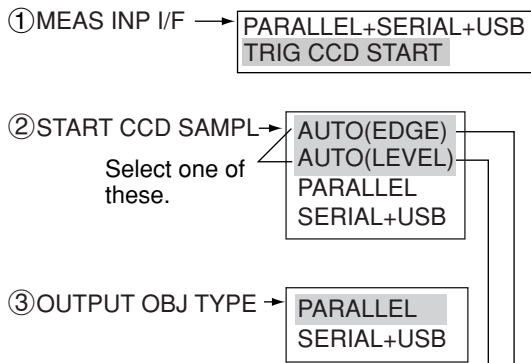 ①MEAS INP I/F
PARALLEL+SERIAL+USB
TRIG CCD START
②START CCD SAMPL
AUTO(EDGE)
AUTO(LEVEL)
PARALLEL
SERIAL+USB
Select one of
these.
③OUTPUT OBJ TYPE
PARALLEL
SERIAL+USB